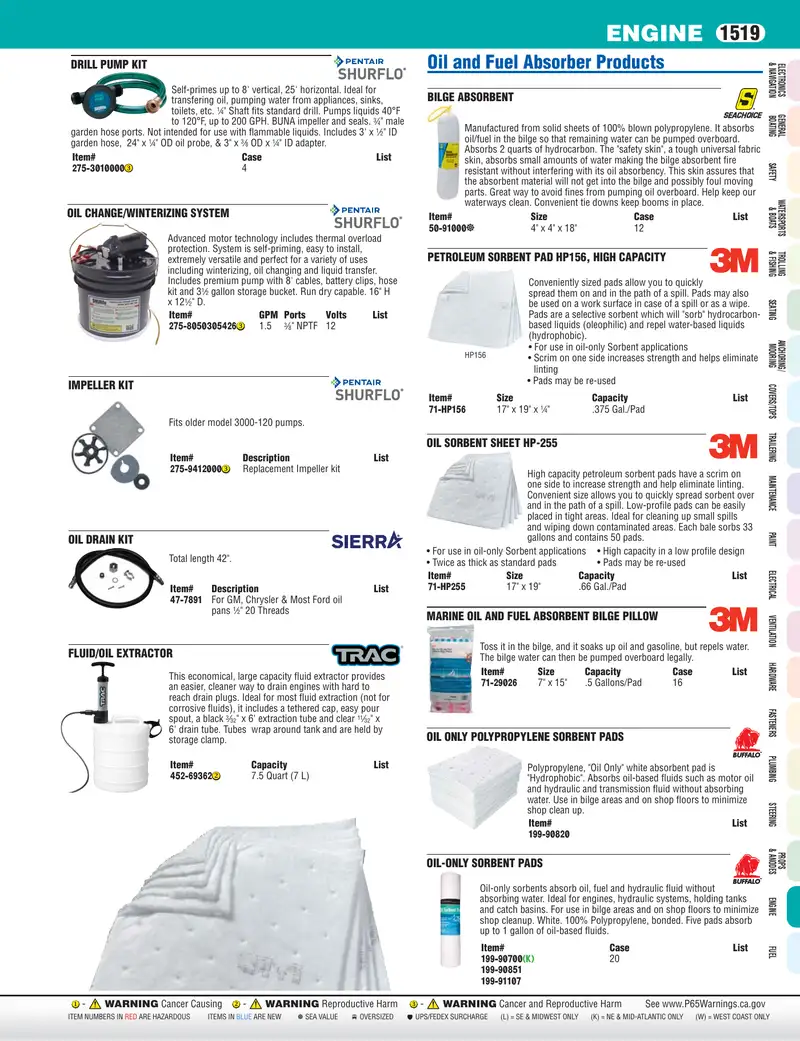 ENGINE 1519
DRILL PUMP KIT
PENTAIR
SHURFLO
Self-primes up to 8' vertical, 25' horizontal. Ideal for
transfering oil, pumping water from appliances, sinks,
toilets, etc. ¼" Shaft fits standard drill. Pumps liquids 40°F
to 120°F, up to 200 GPH. BUNA impeller and seals. ¾" male
garden hose ports. Not intended for use with flammable liquids. Includes 3' x ½" ID
garden hose, 24" x ¼" OD oil probe, & 3" x ⅜ OD x ¼" ID adapter.
Item# Case List
275-3010000 3 4
OIL CHANGE/WINTERIZING SYSTEM
PENTAIR
SHURFLO
Advanced motor technology includes thermal overload
protection. System is self-priming, easy to install,
extremely versatile and perfect for a variety of uses
including winterizing, oil changing and liquid transfer.
Includes premium pump with 8' cables, battery clips, hose
kit and 3½ gallon storage bucket. Run dry capable. 16" H
x 12½" D.
Item# GPM Ports Volts List
275-8050305426 3 1.5 ⅜" NPTF 12
IMPELLER KIT
PENTAIR
SHURFLO
Fits older model 3000-120 pumps.
Item# Description List
275-9412000 3 Replacement Impeller kit
OIL DRAIN KIT
SIERRA
Total length 42".
Item# Description List
47-7891 For GM, Chrysler & Most Ford oil
pans ½" 20 Threads
FLUID/OIL EXTRACTOR
TRAC
This economical, large capacity fluid extractor provides
an easier, cleaner way to drain engines with hard to
reach drain plugs. Ideal for most fluid extraction (not for
corrosive fluids), it includes a tethered cap, easy pour
spout, a black 3/32" x 6' extraction tube and clear 11/32" x
6' drain tube. Tubes wrap around tank and are held by
storage clamp.
Item# Capacity List
452-69362 2 7.5 Quart (7 L)
Oil and Fuel Absorber Products
BILGE ABSORBENT
SEACHOICE
Manufactured from solid sheets of 100% blown polypropylene. It absorbs
oil/fuel in the bilge so that remaining water can be pumped overboard.
Absorbs 2 quarts of hydrocarbon. The "safety skin", a tough universal fabric
skin, absorbs small amounts of water making the bilge absorbent fire
resistant without interfering with its oil absorbency. This skin assures that
the absorbent material will not get into the bilge and possibly foul moving
parts. Great way to avoid fines from pumping oil overboard. Help keep our
waterways clean. Convenient tie downs keep booms in place.
Item# Size Case List
50-91000 4" x 4" x 18" 12
PETROLEUM SORBENT PAD HP156, HIGH CAPACITY
3M
Conveniently sized pads allow you to quickly
spread them on and in the path of a spill. Pads may also
be used on a work surface in case of a spill or as a wipe.
Pads are a selective sorbent which will "sorb" hydrocarbon-
based liquids (oleophilic) and repel water-based liquids
(hydrophobic).
• For use in oil-only Sorbent applications
• Scrim on one side increases strength and helps eliminate
linting
• Pads may be re-used
HP156
Item# Size Capacity List
71-HP156 17" x 19" x ¼" .375 Gal./Pad
OIL SORBENT SHEET HP-255
3M
High capacity petroleum sorbent pads have a scrim on
one side to increase strength and help eliminate linting.
Convenient size allows you to quickly spread sorbent over
and in the path of a spill. Low-profile pads can be easily
placed in tight areas. Ideal for cleaning up small spills
and wiping down contaminated areas. Each bale sorbs 33
gallons and contains 50 pads.
• For use in oil-only Sorbent applications • High capacity in a low profile design
• Twice as thick as standard pads • Pads may be re-used
Item# Size Capacity List
71-HP255 17" x 19" .66 Gal./Pad
MARINE OIL AND FUEL ABSORBENT BILGE PILLOW
3M
Toss it in the bilge, and it soaks up oil and gasoline, but repels water.
The bilge water can then be pumped overboard legally.
Item# Size Capacity Case List
71-29026 7" x 15" .5 Gallons/Pad 16
OIL ONLY POLYPROPYLENE SORBENT PADS
BUFFALO
Polypropylene, "Oil Only" white absorbent pad is
"Hydrophobic". Absorbs oil-based fluids such as motor oil
and hydraulic and transmission fluid without absorbing
water. Use in bilge areas and on shop floors to minimize
shop clean up.
Item# List
199-90820
OIL-ONLY SORBENT PADS
BUFFALO
Oil-only sorbents absorb oil, fuel and hydraulic fluid without
absorbing water. Ideal for engines, hydraulic systems, holding tanks
and catch basins. For use in bilge areas and on shop floors to minimize
shop cleanup. White. 100% Polypropylene, bonded. Five pads absorb
up to 1 gallon of oil-based fluids.
Item# Case List
199-90700(K) 20
199-90851
199-91107
ELECTRONICS
& NAVIGATION
GENERAL
BOATING
SAFETY
WATERSPORTS
& BOATS
TROLLING
& FISHING
SEATING
ANCHORING/
MOORING
COVERS/TOPS
TRAILERING
MAINTENANCE
PAINT
ELECTRICAL
VENTILATION
HARDWARE
FASTENERS
PLUMBING
STEERING
PROPS
& ANODES
ENGINE
FUEL
1 - WARNING Cancer Causing 2 - WARNING Reproductive Harm 3 - WARNING Cancer and Reproductive Harm See www.P65Warnings.ca.gov
ITEM NUMBERS IN RED ARE HAZARDOUS ITEMS IN BLUE ARE NEW SEA VALUE OVERSIZED UPS/FEDEX SURCHARGE (L) = SE & MIDWEST ONLY (K) = NE & MID-ATLANTIC ONLY (W) = WEST COAST ONLY